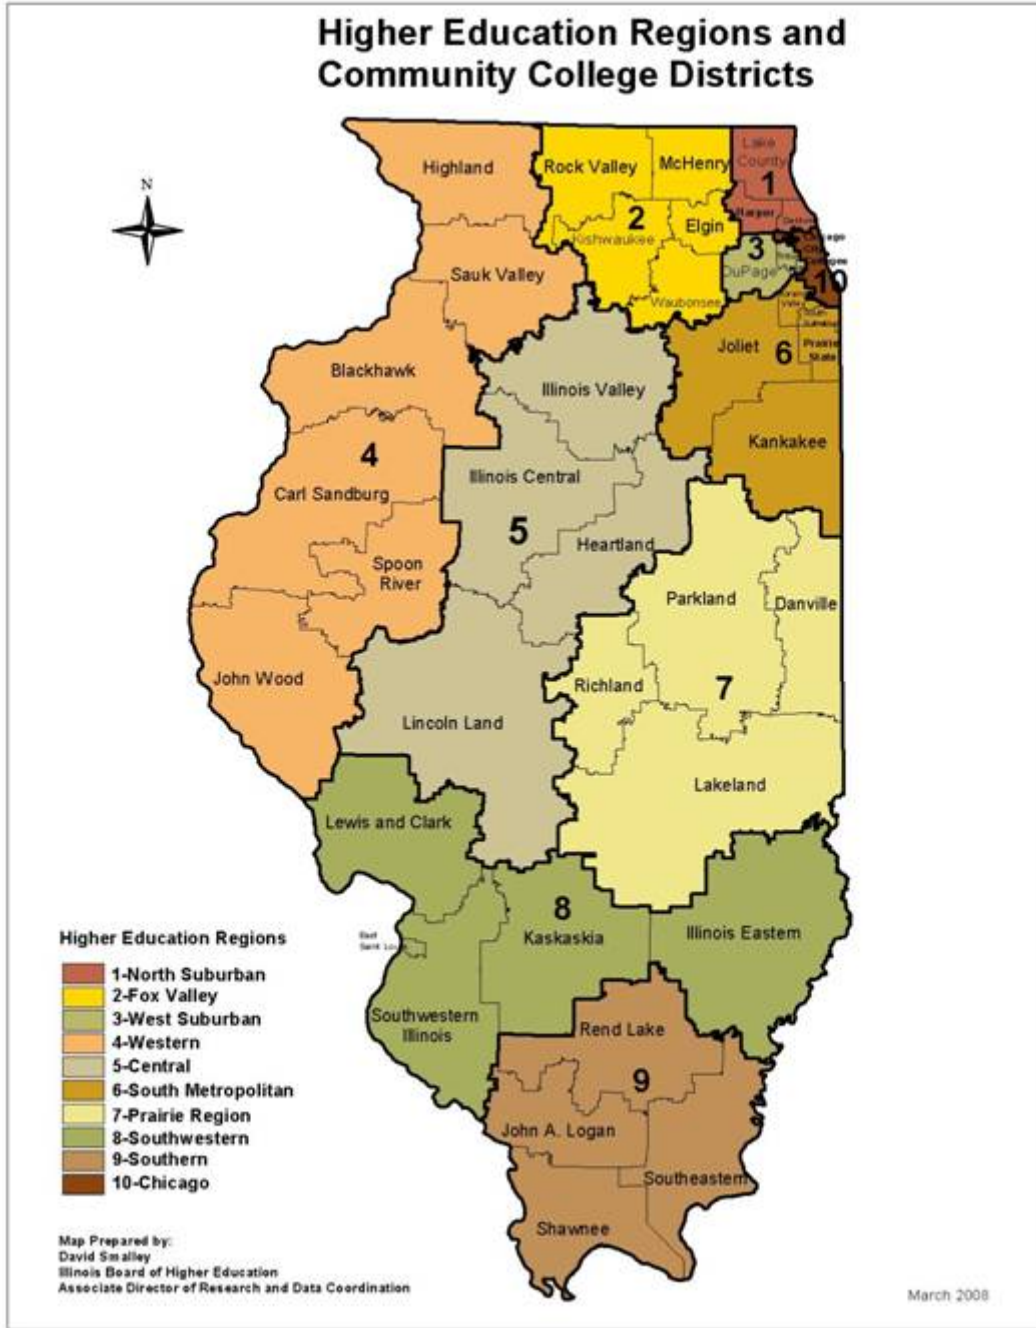 Higher Education Regions and
Community College Districts
N
Highland
Rock Valley
McHenry
Lake
County
1
Harper
2
Kishwaukee
Elgin
3
DuPage
Chicago
City
10
Sauk Valley
Waubonsee
Joliet
6
Prairie
State
Blackhawk
Illinois Valley
Kankakee
4
Carl Sandburg
Illinois Central
5
Heartland
Spoon
River
Parkland
Danville
John Wood
Richland
7
Lincoln Land
Lakeland
Lewis and Clark
8
Kaskaskia
Illinois Eastern
East
Saint
Southwestern
Illinois
Rend Lake
9
John A. Logan
Southeastern
Shawnee
Higher Education Regions
1-North Suburban
2-Fox Valley
3-West Suburban
4-Western
5-Central
6-South Metropolitan
7-Prairie Region
8-Southwestern
9-Southern
10-Chicago
Map Prepared by:
David Smalley
Illinois Board of Higher Education
Associate Director of Research and Data Coordination
March 2008